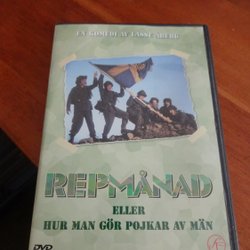 EN KOMEDI AV LASSE ÅBERG
REPMÅNAD
ELLER
HUR MAN GÖR POJKAR AV MÄN
DVD